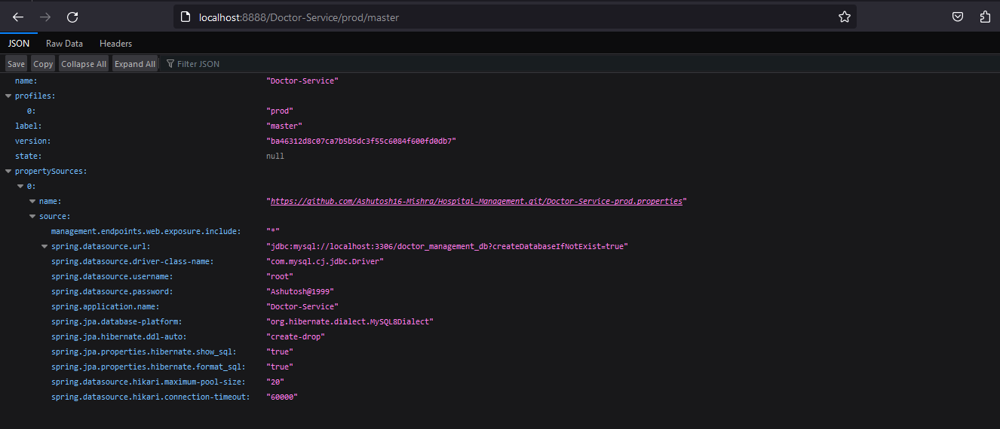 localhost:8888/Doctor-Service/prod/master
JSON Raw Data Headers
Save Copy Collapse All Expand All Filter JSON
name: "Doctor-Service"
profiles:
0: "prod"
label: "master"
version: "ba46312d8c07ca7b5b5dc3f55c6084f600fd0db7"
state: null
propertySources:
0:
name: "https://github.com/Ashutosh16-Mishra/Hospital-Management.git/Doctor-Service-prod.properties"
source:
management.endpoints.web.exposure.include: "*"
spring.datasource.url: "jdbc:mysql://localhost:3306/doctor_management_db?createDatabaseIfNotExist=true"
spring.datasource.driver-class-name: "com.mysql.cj.jdbc.Driver"
spring.datasource.username: "root"
spring.datasource.password: "Ashutosh@1999"
spring.application.name: "Doctor-Service"
spring.jpa.database-platform: "org.hibernate.dialect.MySQL8Dialect"
spring.jpa.hibernate.ddl-auto: "create-drop"
spring.jpa.properties.hibernate.show_sql: "true"
spring.jpa.properties.hibernate.format_sql: "true"
spring.datasource.hikari.maximum-pool-size: "20"
spring.datasource.hikari.connection-timeout: "60000"